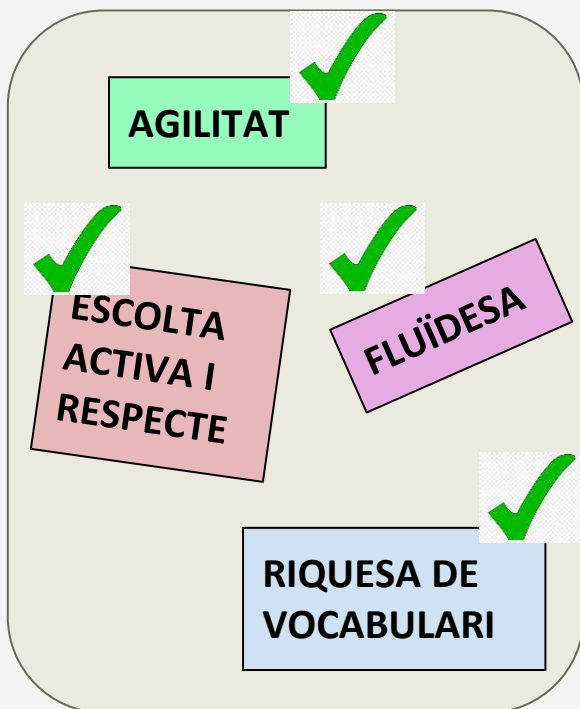 AGILITAT
ESCOLTA
ACTIVA I
RESPECTE
FLUÏDESA
RIQUESA DE
VOCABULARI